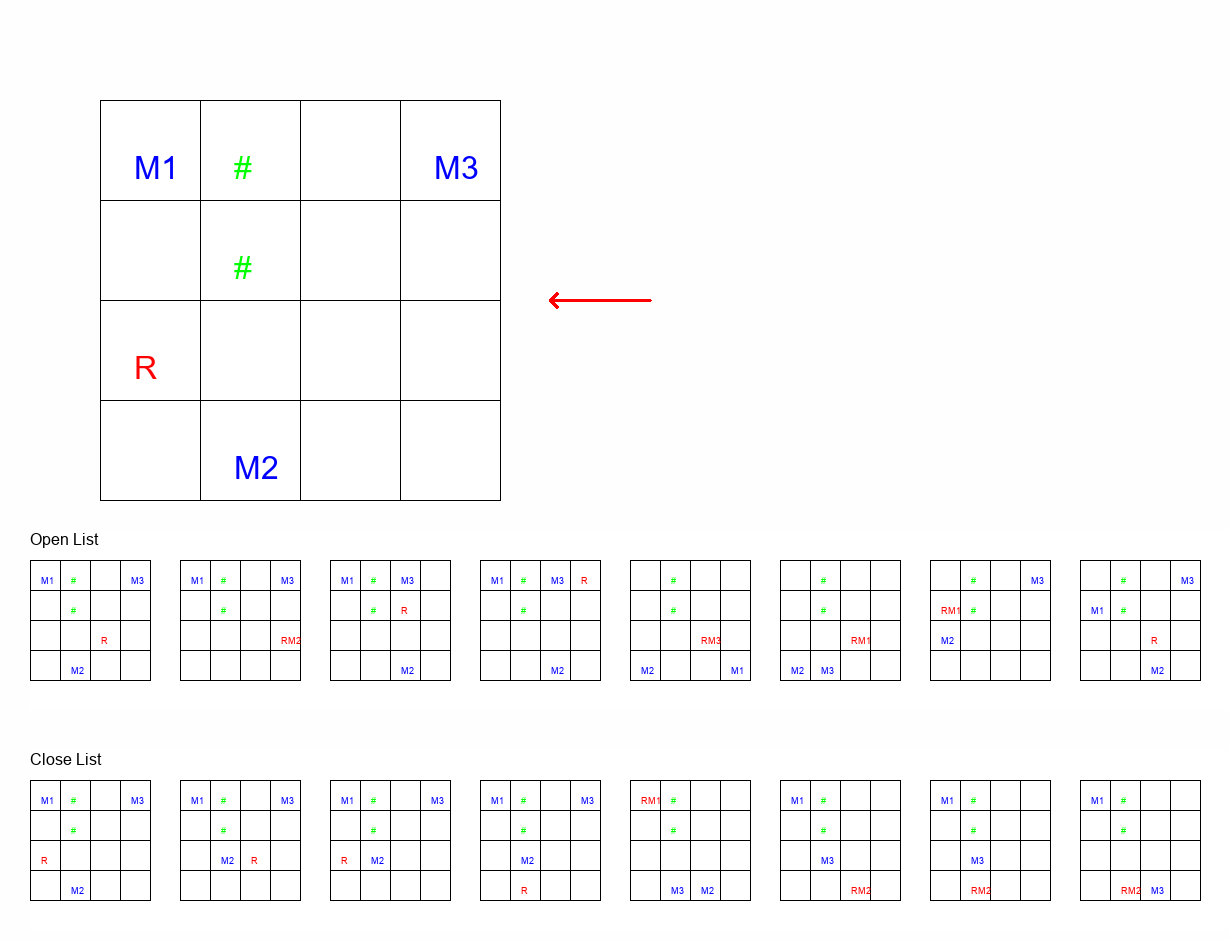 M1 # M3
#
R
M2
Open List
M1 # M3 M1 # M3 M1 # M3 M1 # M3 R # # # M3 # M3
# # # R # # # RM1 # M1 #
R RM2 RM3 RM1 M2 R
M2 M2 M2 M2 M1 M2 M3 M2
Close List
M1 # M3 M1 # M3 M1 # M3 M1 # M3 RM1 # M1 # M1 # M1 #
# # # # # # # #
R M2 R R M2 M2 M3 M3
M2 R M3 M2 RM2 RM2 RM2 M3